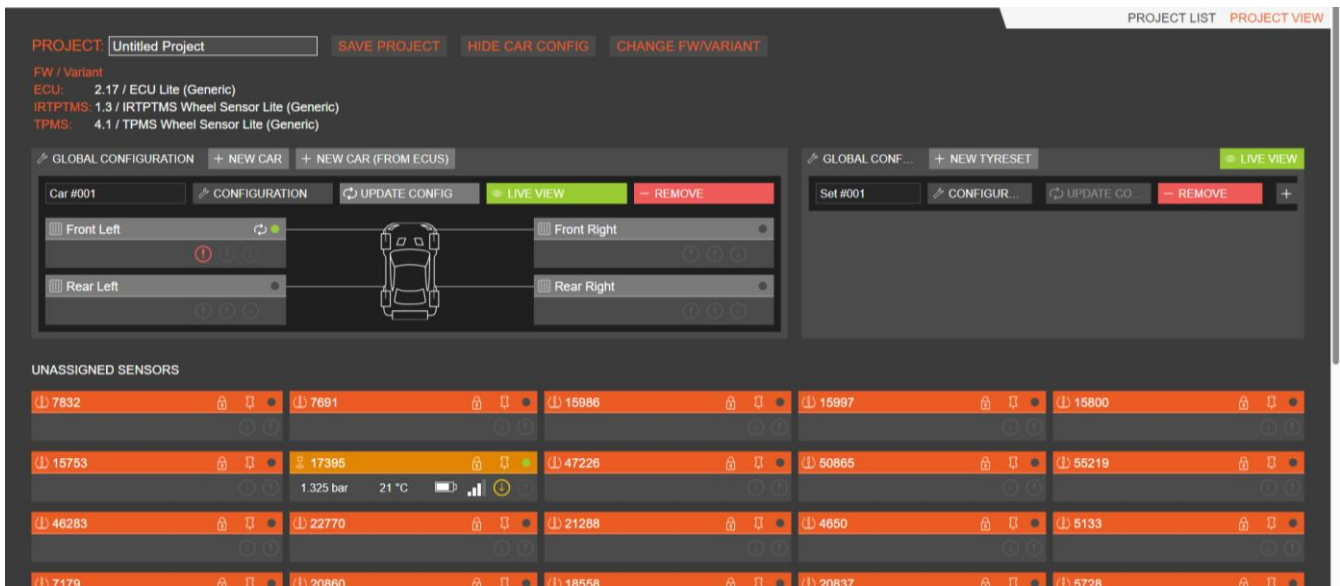 PROJECT LIST PROJECT VIEW
PROJECT: Untitled Project SAVE PROJECT HIDE CAR CONFIG CHANGE FW/VARIANT
FW / Variant
ECU: 2.17 / ECU Lite (Generic)
IRTPTMS: 1.3 / IRTPTMS Wheel Sensor Lite (Generic)
TPMS: 4.1 / TPMS Wheel Sensor Lite (Generic)
GLOBAL CONFIGURATION + NEW CAR + NEW CAR (FROM ECUS)
Car #001 CONFIGURATION UPDATE CONFIG LIVE VIEW − REMOVE
Front Left Front Right
Rear Left Rear Right
GLOBAL CONF... + NEW TYRESET LIVE VIEW
Set #001 CONFIGUR... UPDATE CO... − REMOVE +
UNASSIGNED SENSORS
7832 7691 15986 15997 15800
15753 17395 47226 50865 55219
1.325 bar 21 °C
46283 22770 21288 4650 5133
7179 20860 18558 20837 5728